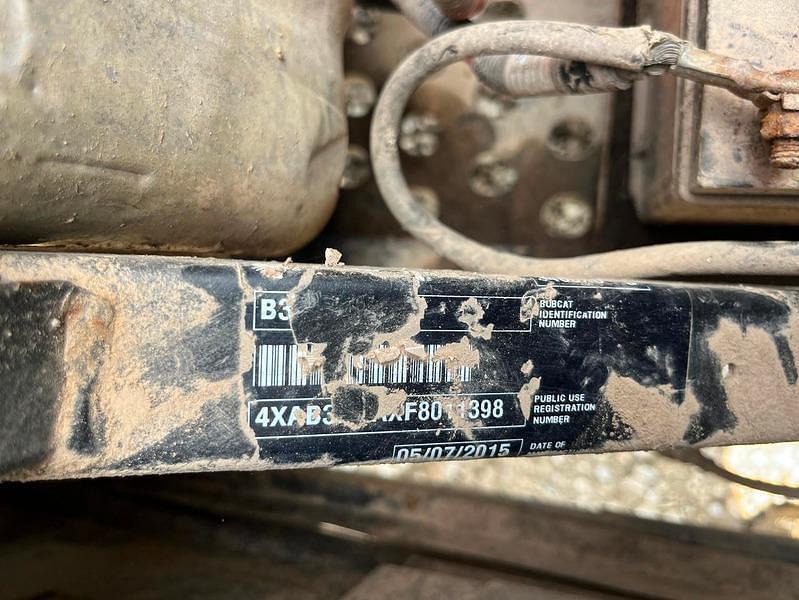 B3
BOBCAT
IDENTIFICATION
NUMBER
4XAB3 XF8011398
PUBLIC USE
REGISTRATION
NUMBER
05/07/2015
DATE OF